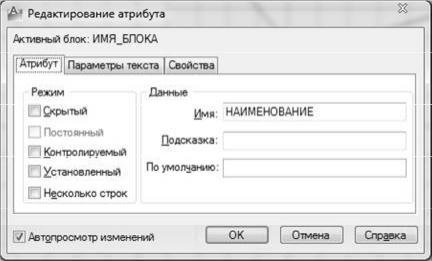 Редактирование атрибута
Активный блок: ИМЯ_БЛОКА
Атрибут Параметры текста Свойства
Режим
Скрытый
Постоянный
Контролируемый
Установленный
Несколько строк
Данные
Имя: НАИМЕНОВАНИЕ
Подсказка:
По умолчанию:
Автопросмотр изменений
ОК Отмена Справка